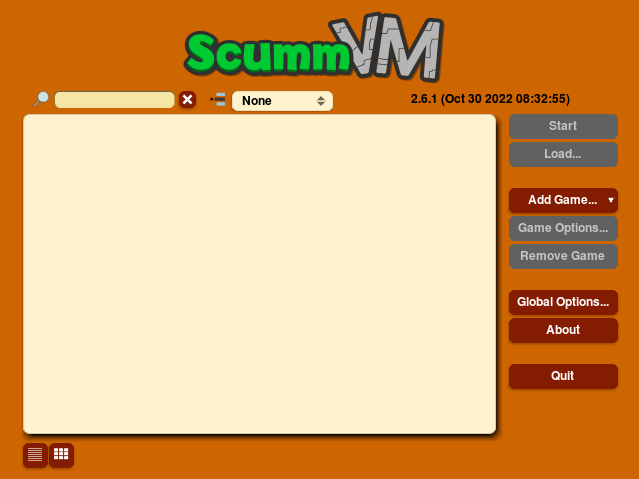 ScummVM
None
2.6.1 (Oct 30 2022 08:32:55)
Start
Load...
Add Game...
Game Options...
Remove Game
Global Options...
About
Quit